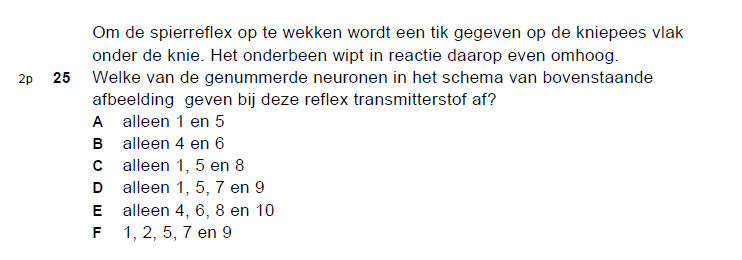 Om de spierreflex op te wekken wordt een tik gegeven op de kniepees vlak
onder de knie. Het onderbeen wipt in reactie daarop even omhoog.
2p 25 Welke van de genummerde neuronen in het schema van bovenstaande
afbeelding geven bij deze reflex transmitterstof af?
A alleen 1 en 5
B alleen 4 en 6
C alleen 1, 5 en 8
D alleen 1, 5, 7 en 9
E alleen 4, 6, 8 en 10
F 1, 2, 5, 7 en 9